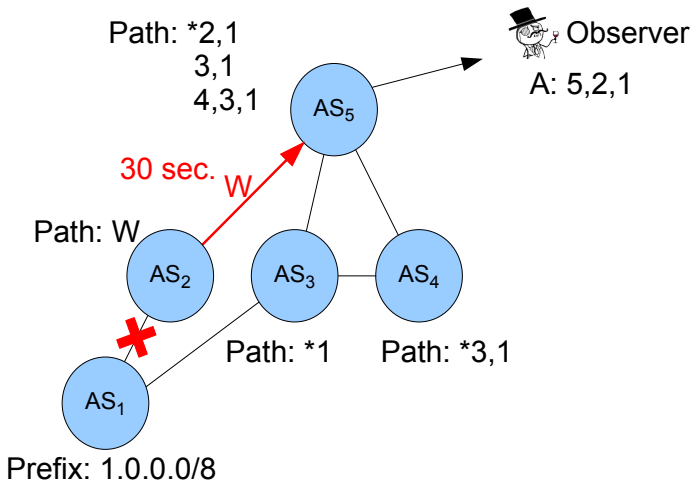 Path: *2,1
3,1
4,3,1
Observer
A: 5,2,1
AS5
30 sec.
W
Path: W
AS2
AS3
AS4
Path: *1
Path: *3,1
AS1
Prefix: 1.0.0.0/8